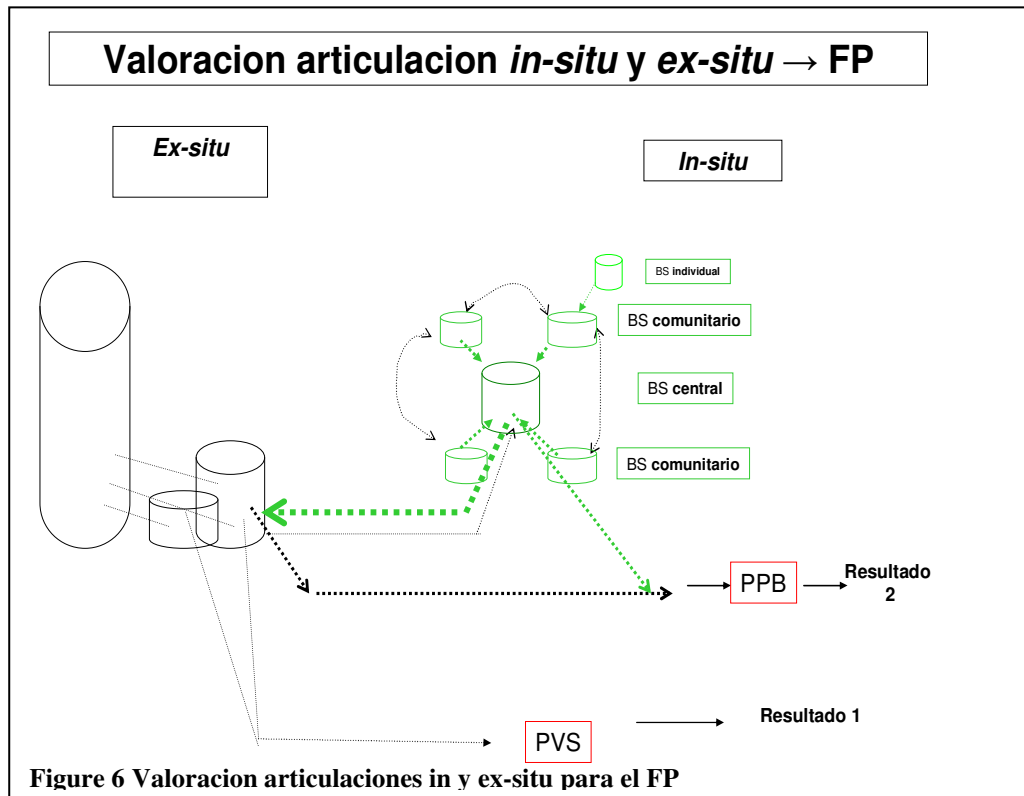 Valoracion articulacion in-situ y ex-situ → FP
Ex-situ
In-situ
BS individual
BS comunitario
BS central
BS comunitario
PPB
Resultado
2
Resultado 1
PVS
Figure 6 Valoracion articulaciones in y ex-situ para el FP